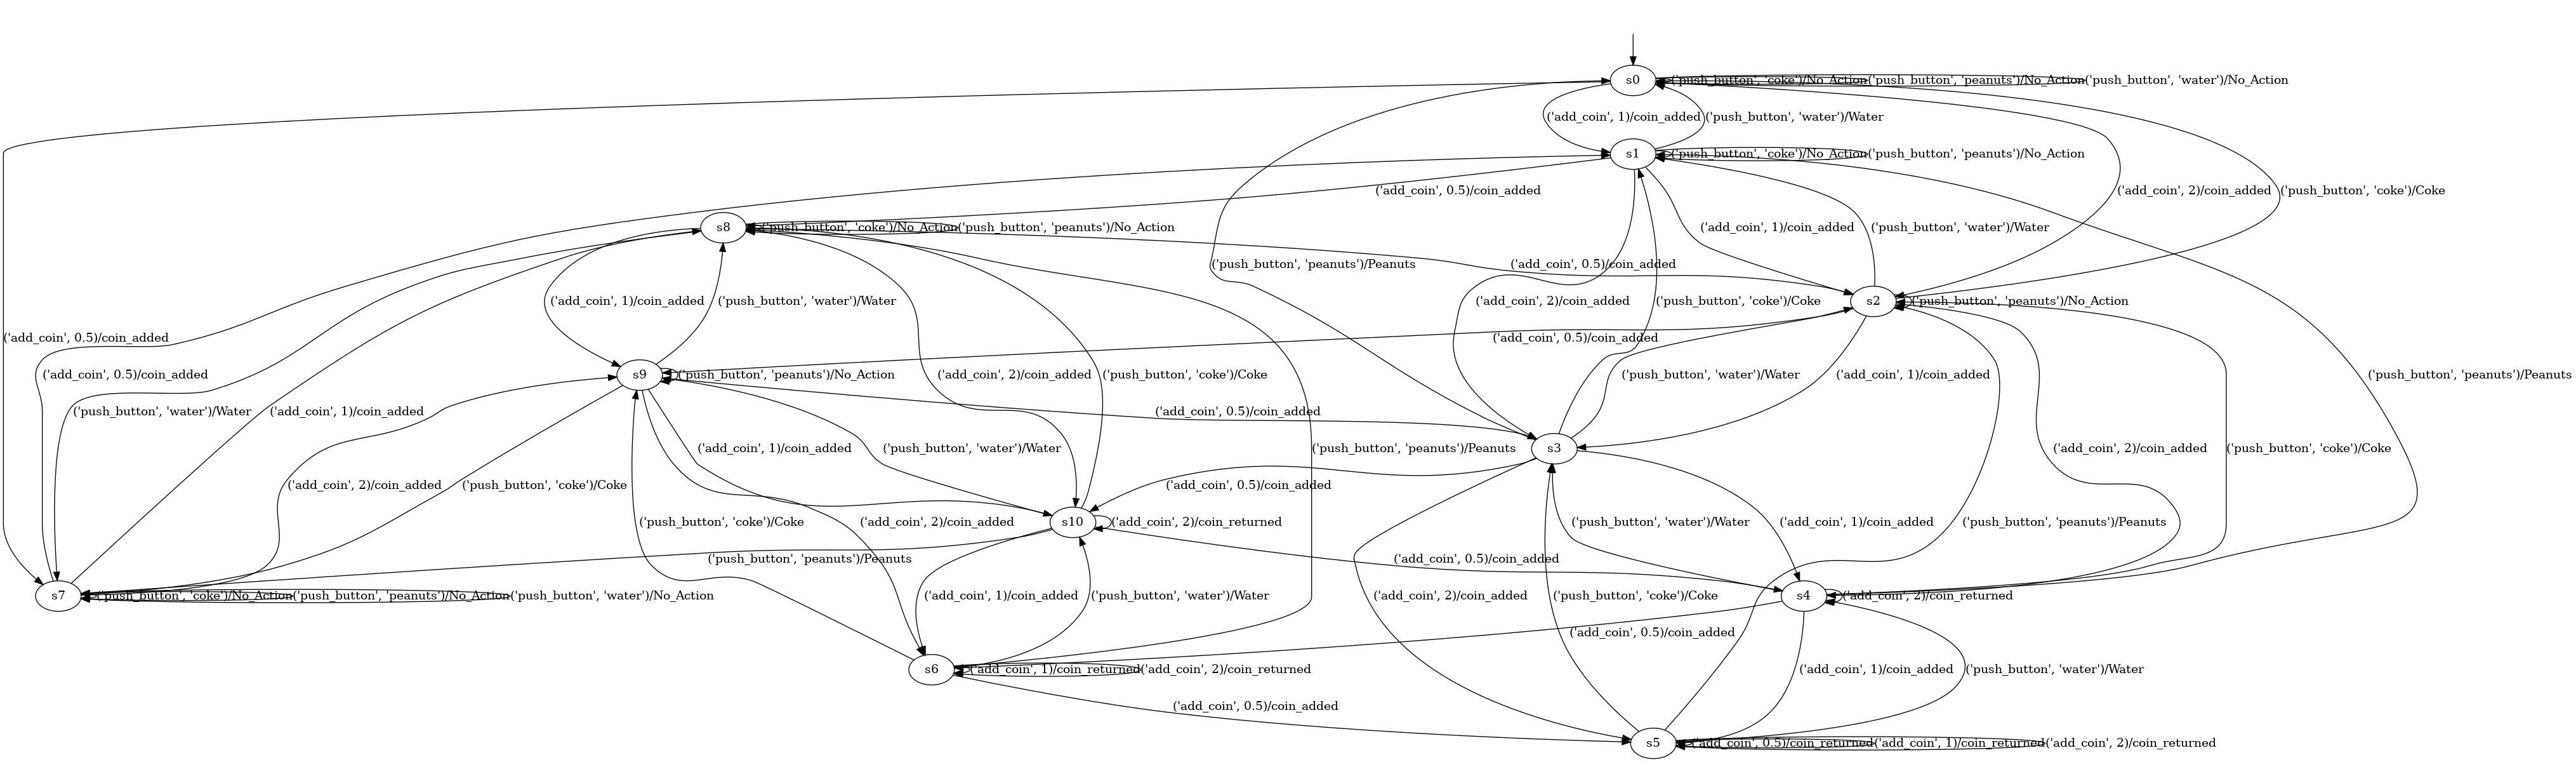 s0
('push_button', 'coke')/No_Action
('push_button', 'peanuts')/No_Action
('push_button', 'water')/No_Action
('add_coin', 1)/coin_added
('push_button', 'water')/Water
s1
('push_button', 'coke')/No_Action
('push_button', 'peanuts')/No_Action
('add_coin', 0.5)/coin_added
('add_coin', 2)/coin_added
('push_button', 'coke')/Coke
s8
('push_button', 'coke')/No_Action
('push_button', 'peanuts')/No_Action
('add_coin', 1)/coin_added
('push_button', 'water')/Water
('push_button', 'peanuts')/Peanuts
('add_coin', 0.5)/coin_added
('add_coin', 1)/coin_added
('push_button', 'water')/Water
('add_coin', 2)/coin_added
('push_button', 'coke')/Coke
s2
('push_button', 'peanuts')/No_Action
('add_coin', 0.5)/coin_added
('add_coin', 0.5)/coin_added
('add_coin', 0.5)/coin_added
s9
('push_button', 'peanuts')/No_Action
('add_coin', 2)/coin_added
('push_button', 'coke')/Coke
('push_button', 'water')/Water
('add_coin', 1)/coin_added
('push_button', 'peanuts')/Peanuts
('push_button', 'water')/Water
('add_coin', 1)/coin_added
('add_coin', 0.5)/coin_added
('add_coin', 1)/coin_added
('push_button', 'water')/Water
('push_button', 'peanuts')/Peanuts
s3
('add_coin', 2)/coin_added
('push_button', 'coke')/Coke
('add_coin', 2)/coin_added
('push_button', 'coke')/Coke
('add_coin', 0.5)/coin_added
('push_button', 'coke')/Coke
('add_coin', 2)/coin_added
s10
('add_coin', 2)/coin_returned
('push_button', 'water')/Water
('add_coin', 1)/coin_added
('push_button', 'peanuts')/Peanuts
('push_button', 'peanuts')/Peanuts
('add_coin', 0.5)/coin_added
s7
('push_button', 'coke')/No_Action
('push_button', 'peanuts')/No_Action
('push_button', 'water')/No_Action
('add_coin', 1)/coin_added
('push_button', 'water')/Water
('add_coin', 2)/coin_added
('push_button', 'coke')/Coke
s4
('add_coin', 2)/coin_returned
('add_coin', 0.5)/coin_added
s6
('add_coin', 1)/coin_returned
('add_coin', 2)/coin_returned
('add_coin', 1)/coin_added
('push_button', 'water')/Water
('add_coin', 0.5)/coin_added
s5
('add_coin', 0.5)/coin_returned
('add_coin', 1)/coin_returned
('add_coin', 2)/coin_returned